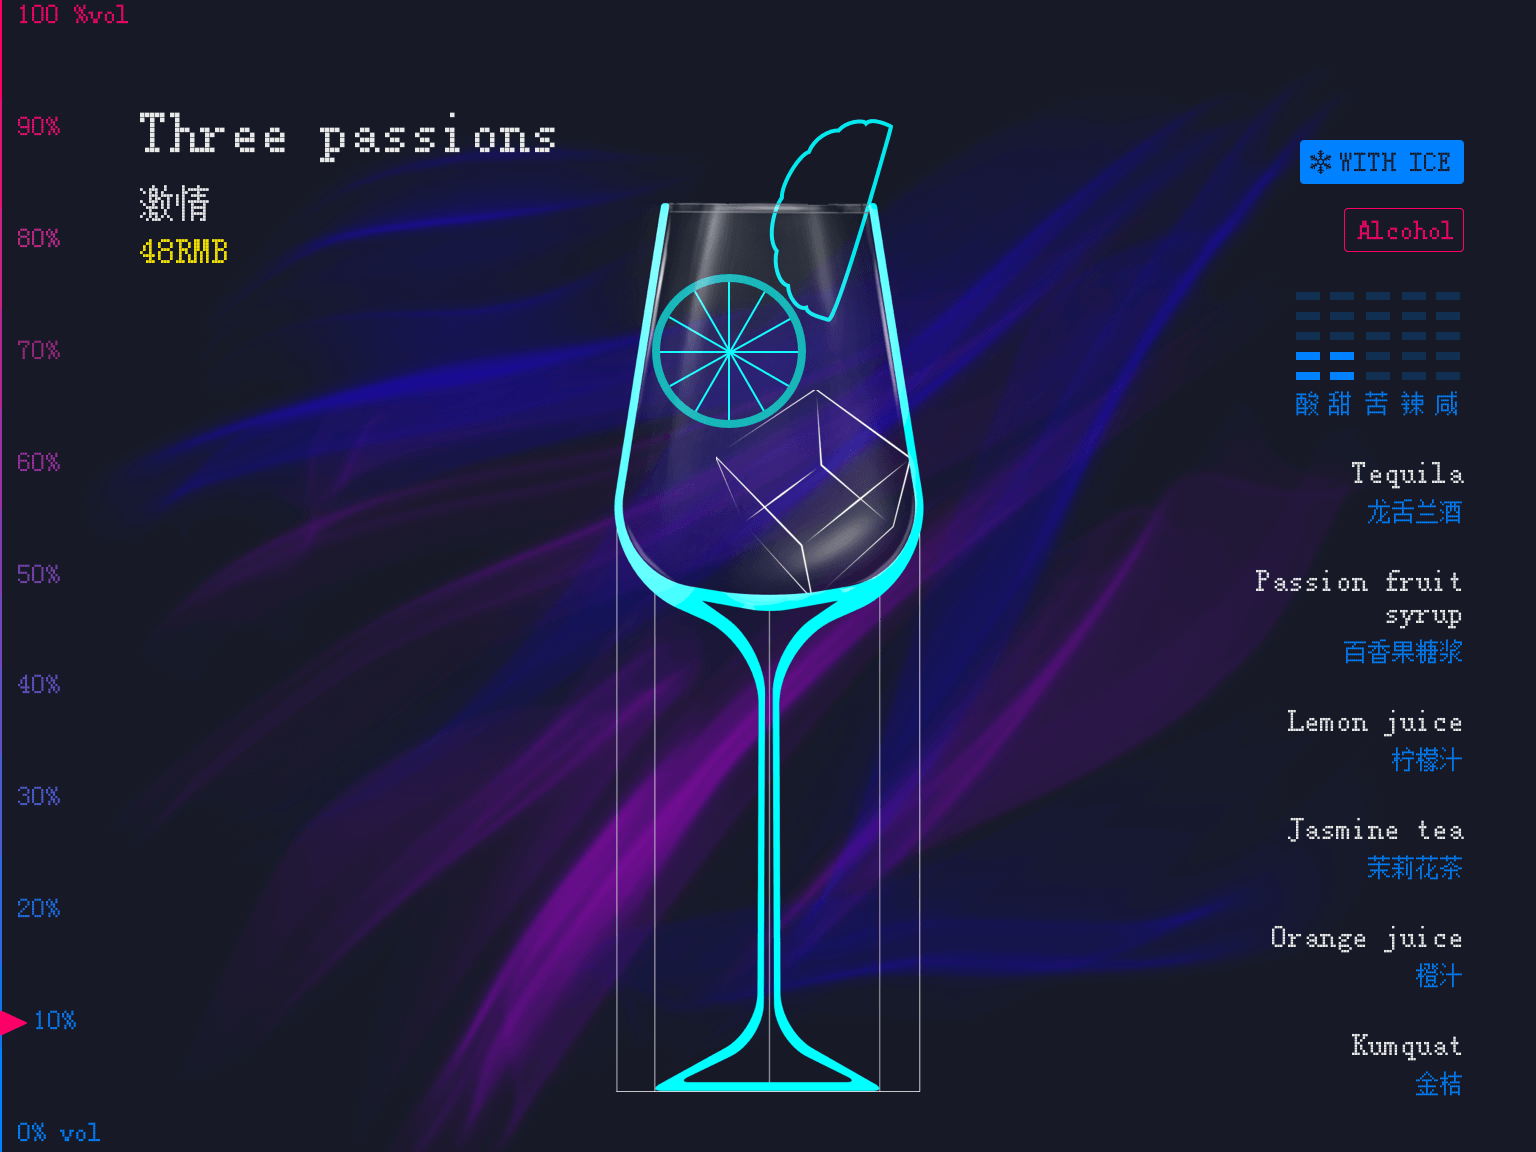 100 %vol
90%
80%
70%
60%
50%
40%
30%
20%
10%
0% vol
Three passions
激情
48RMB
WITH ICE
Alcohol
酸 甜 苦 辣 咸
Tequila
龙舌兰酒
Passion fruit
syrup
百香果糖浆
Lemon juice
柠檬汁
Jasmine tea
茉莉花茶
Orange juice
橙汁
Kumquat
金桔